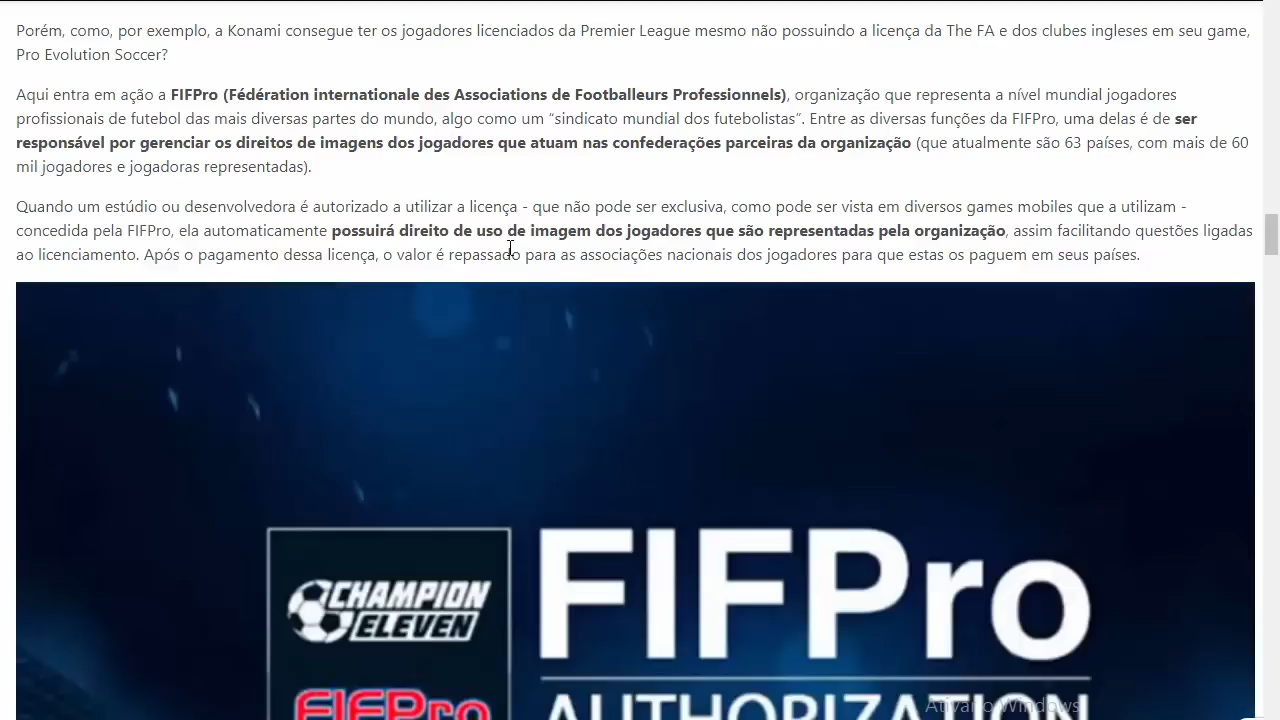 Porém, como, por exemplo, a Konami consegue ter os jogadores licenciados da Premier League mesmo não possuindo a licença da The FA e dos clubes ingleses em seu game,
Pro Evolution Soccer?
Aqui entra em ação a FIFPro (Fédération internationale des Associations de Footballeurs Professionnels), organização que representa a nível mundial jogadores
profissionais de futebol das mais diversas partes do mundo, algo como um “sindicato mundial dos futebolistas”. Entre as diversas funções da FIFPro, uma delas é de ser
responsável por gerenciar os direitos de imagens dos jogadores que atuam nas confederações parceiras da organização (que atualmente são 63 países, com mais de 60
mil jogadores e jogadoras representadas).
Quando um estúdio ou desenvolvedora é autorizado a utilizar a licença - que não pode ser exclusiva, como pode ser vista em diversos games mobiles que a utilizam -
concedida pela FIFPro, ela automaticamente possuirá direito de uso de imagem dos jogadores que são representadas pela organização, assim facilitando questões ligadas
ao licenciamento. Após o pagamento dessa licença, o valor é repassado para as associações nacionais dos jogadores para que estas os paguem em seus países.
CHAMPION
ELEVEN
FIFPro
FIFPro
AUTHORIZATION
Ativar o Windows